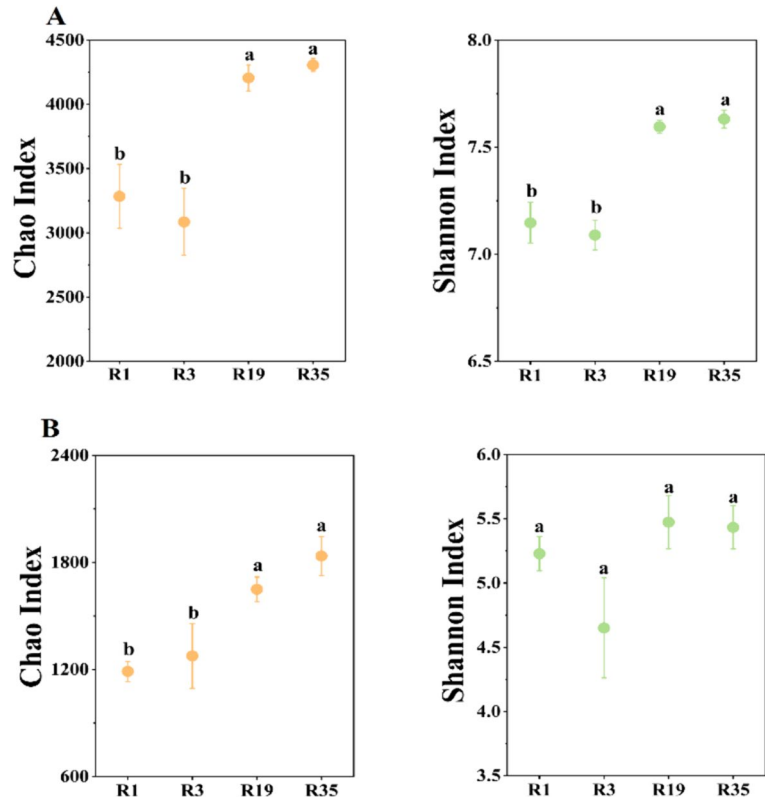 A
Chao Index
4500
4000
3500
3000
2500
2000
b
b
a
a
R1 R3 R19 R35
Shannon Index
8.0
7.5
7.0
6.5
b
b
a
a
R1 R3 R19 R35
B
Chao Index
2400
1800
1200
600
b
b
a
a
R1 R3 R19 R35
Shannon Index
6.0
5.5
5.0
4.5
4.0
3.5
a
a
a
a
R1 R3 R19 R35